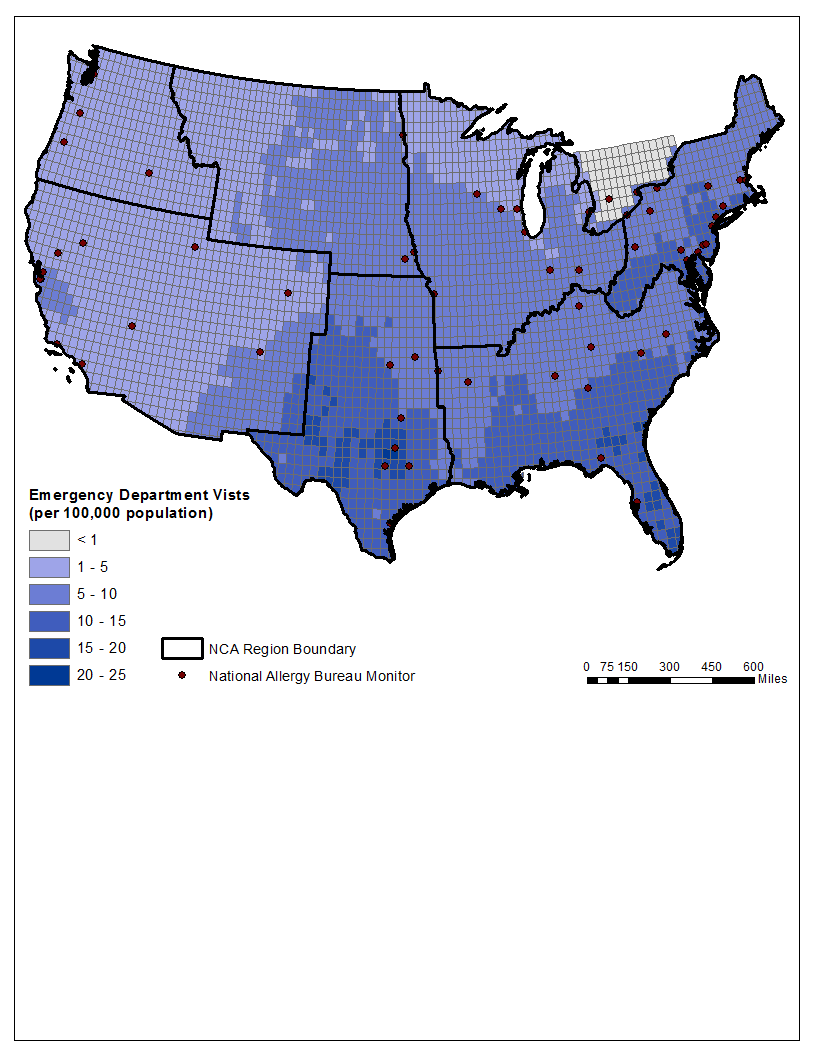 Emergency Department Vists
(per 100,000 population)
< 1
1 - 5
5 - 10
10 - 15
15 - 20
20 - 25
NCA Region Boundary
National Allergy Bureau Monitor
0 75 150 300 450 600
Miles